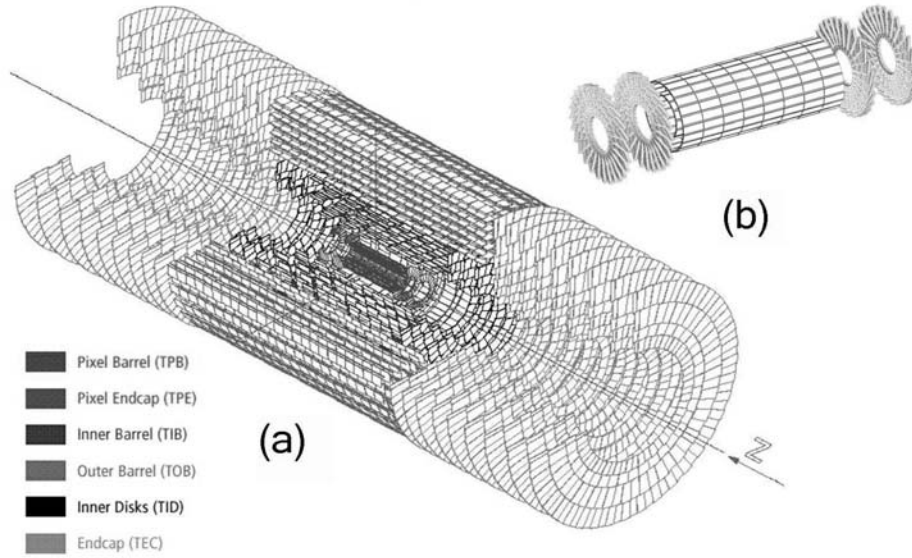 (b)
Pixel Barrel (TPB)
Pixel Endcap (TPE)
Inner Barrel (TIB)
Outer Barrel (TOB)
Inner Disks (TID)
Endcap (TEC)
(a)
Z